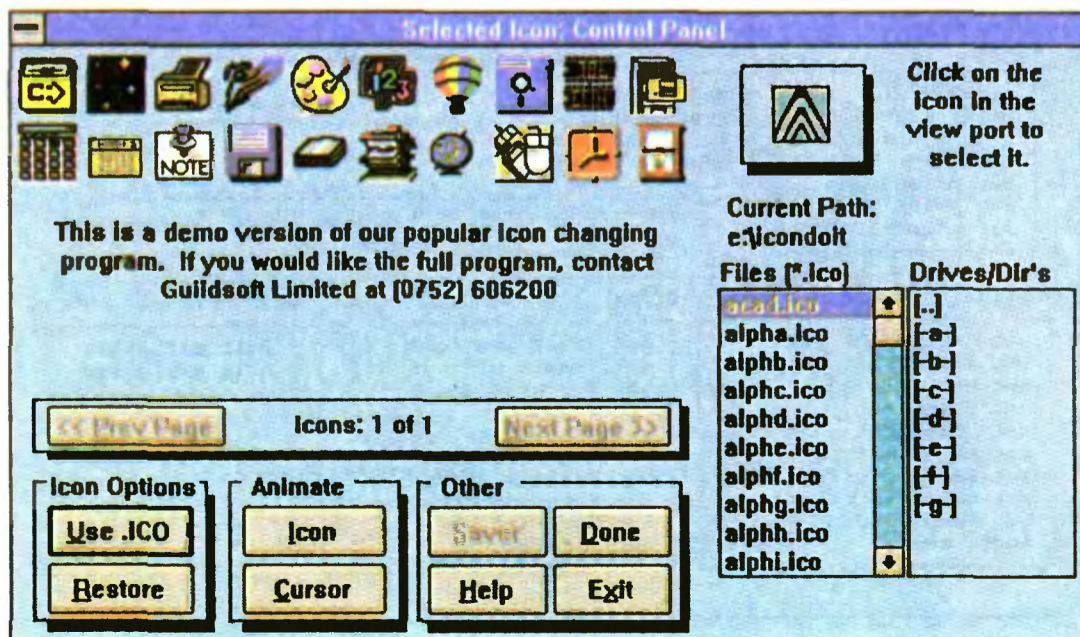 Selected Icon: Control Panel
1 2 3
NOTE
Click on the
icon in the
view port to
select it.
This is a demo version of our popular icon changing
program. If you would like the full program, contact
Guildsoft Limited at (0752) 606200
Current Path:
e:\icondoit
Files (*.ico)
acad.ico
alpha.ico
alphb.ico
alphc.ico
alphd.ico
alphe.ico
alphf.ico
alphg.ico
alphh.ico
alphi.ico
Drives/Dir's
[..]
[-a-]
[-b-]
[-c-]
[-d-]
[-e-]
[-f-]
[-g-]
<< Prev Page
Icons: 1 of 1
Next Page >>
Icon Options
Use .ICO
Restore
Animate
Icon
Cursor
Other
Saver
Done
Help
Exit